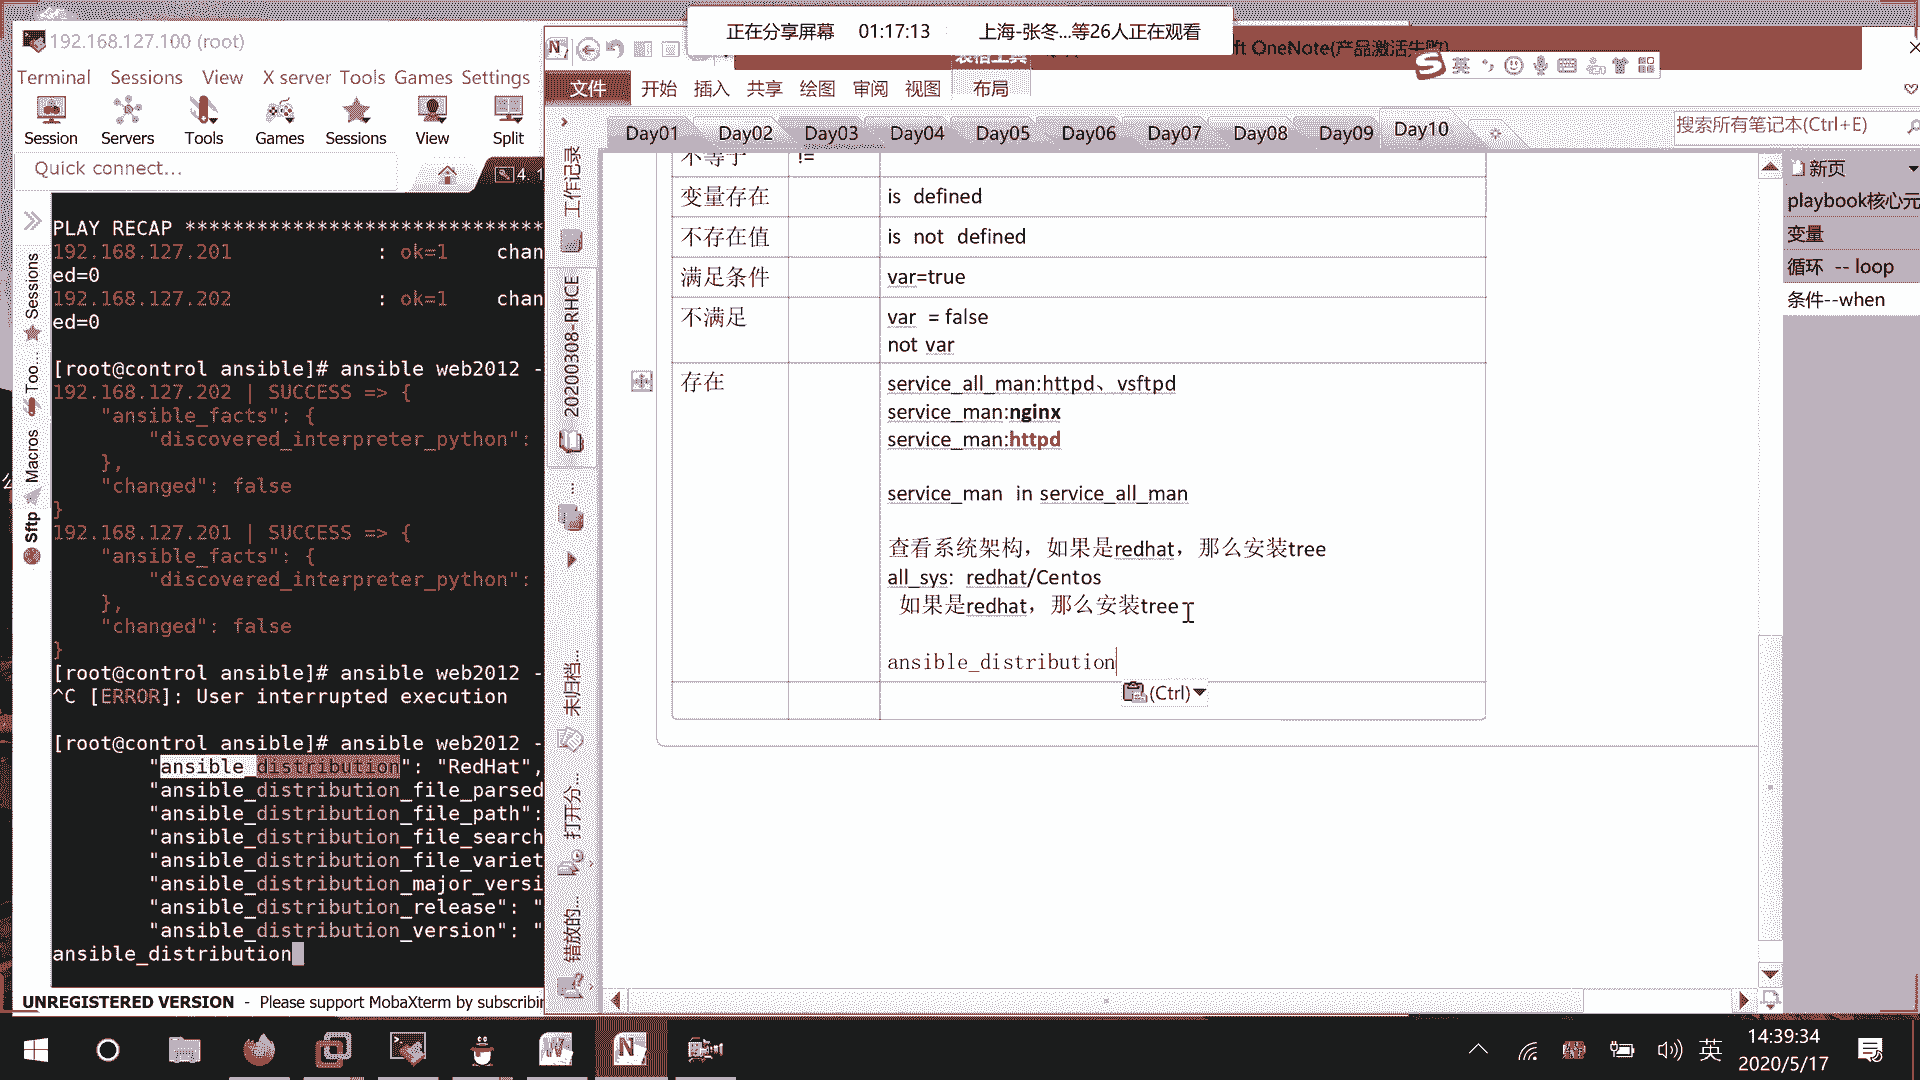 正在分享屏幕 01:17:13 上海-张冬...等26人正在观看
192.168.127.100 (root)
Terminal Sessions View X server Tools Games Settings
Session Servers Tools Games Sessions View Split
Quick connect...
4. 1
Sessions
Too...
Macros
Sftp
PLAY RECAP ******************************
192.168.127.201 : ok=1 chan
ed=0
192.168.127.202 : ok=1 chan
ed=0
[root@control ansible]# ansible web2012 -
192.168.127.202 | SUCCESS => {
"ansible_facts": {
"discovered_interpreter_python":
},
"changed": false
}
192.168.127.201 | SUCCESS => {
"ansible_facts": {
"discovered_interpreter_python":
},
"changed": false
}
[root@control ansible]# ansible web2012 -
^C [ERROR]: User interrupted execution
[root@control ansible]# ansible web2012 -
"ansible_distribution": "RedHat",
"ansible_distribution_file_parsed
"ansible_distribution_file_path":
"ansible_distribution_file_search
"ansible_distribution_file_variet
"ansible_distribution_major_versi
"ansible_distribution_release": "
"ansible_distribution_version": "
ansible_distribution
UNREGISTERED VERSION - Please support MobaXterm by subscribin
ft OneNote(产品激活失败)
表格工具
英
文件 开始 插入 共享 绘图 审阅 视图 布局
Day01 Day02 Day03 Day04 Day05 Day06 Day07 Day08 Day09 Day10
搜索所有笔记本(Ctrl+E)
工作记录
20200308-RHCE
未归档...
打开分...
错放的...
不等于 !=
变量存在 is defined
不存在值 is not defined
满足条件 var=true
不满足 var = false
not var
存在 service_all_man:httpd、vsftpd
service_man:nginx
service_man:httpd
service_man in service_all_man
查看系统架构，如果是redhat，那么安装tree
all_sys: redhat/Centos
如果是redhat，那么安装tree
ansible_distribution
(Ctrl)
新页
playbook核心元
变量
循环 -- loop
条件--when
英
14:39:34
2020/5/17